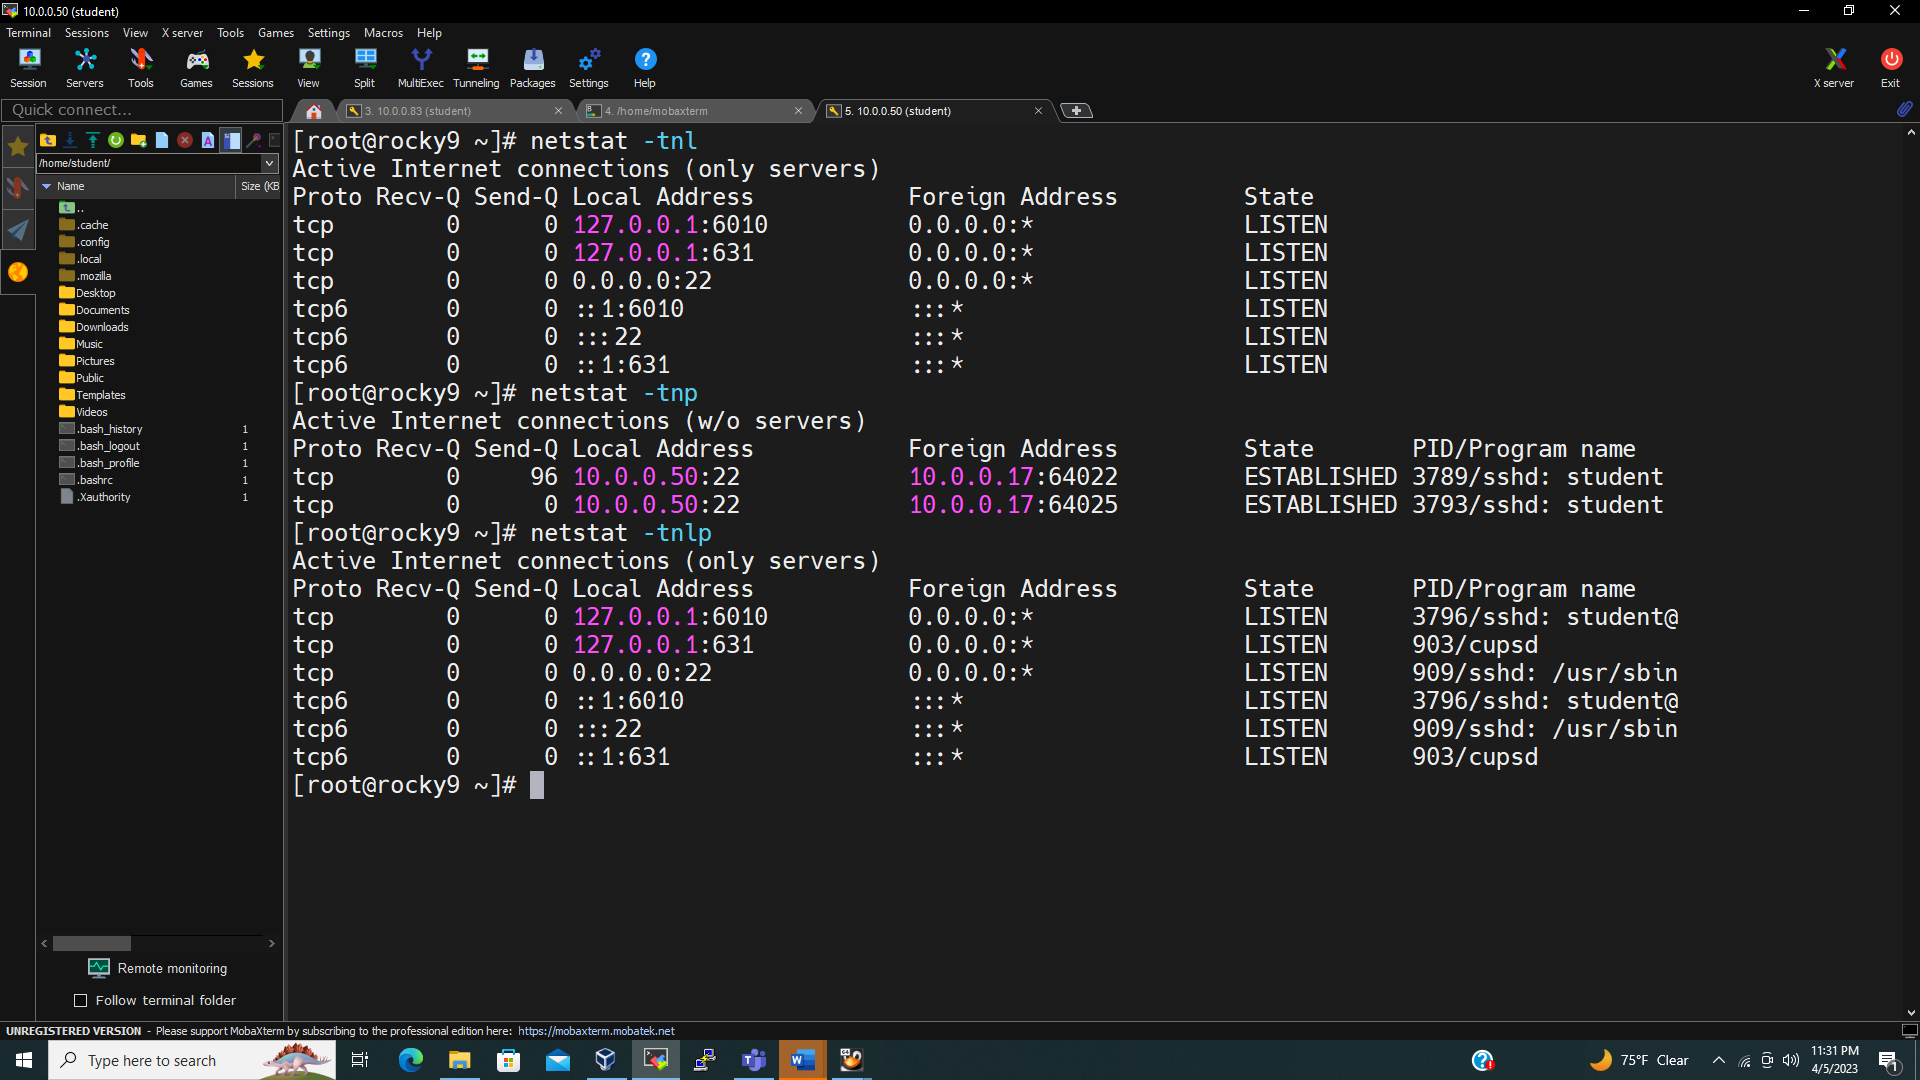 10.0.0.50 (student)
Terminal Sessions View X server Tools Games Settings Macros Help
Session Servers Tools Games Sessions View Split MultiExec Tunneling Packages Settings Help X server Exit
Quick connect...
3. 10.0.0.83 (student)
4. /home/mobaxterm
5. 10.0.0.50 (student)
/home/student/
Name Size (KB
..
.cache
.config
.local
.mozilla
Desktop
Documents
Downloads
Music
Pictures
Public
Templates
Videos
.bash_history 1
.bash_logout 1
.bash_profile 1
.bashrc 1
.Xauthority 1
Remote monitoring
Follow terminal folder
[root@rocky9 ~]# netstat -tnl
Active Internet connections (only servers)
Proto Recv-Q Send-Q Local Address Foreign Address State
tcp 0 0 127.0.0.1:6010 0.0.0.0:* LISTEN
tcp 0 0 127.0.0.1:631 0.0.0.0:* LISTEN
tcp 0 0 0.0.0.0:22 0.0.0.0:* LISTEN
tcp6 0 0 ::1:6010 :::* LISTEN
tcp6 0 0 :::22 :::* LISTEN
tcp6 0 0 ::1:631 :::* LISTEN
[root@rocky9 ~]# netstat -tnp
Active Internet connections (w/o servers)
Proto Recv-Q Send-Q Local Address Foreign Address State PID/Program name
tcp 0 96 10.0.0.50:22 10.0.0.17:64022 ESTABLISHED 3789/sshd: student
tcp 0 0 10.0.0.50:22 10.0.0.17:64025 ESTABLISHED 3793/sshd: student
[root@rocky9 ~]# netstat -tnlp
Active Internet connections (only servers)
Proto Recv-Q Send-Q Local Address Foreign Address State PID/Program name
tcp 0 0 127.0.0.1:6010 0.0.0.0:* LISTEN 3796/sshd: student@
tcp 0 0 127.0.0.1:631 0.0.0.0:* LISTEN 903/cupsd
tcp 0 0 0.0.0.0:22 0.0.0.0:* LISTEN 909/sshd: /usr/sbin
tcp6 0 0 ::1:6010 :::* LISTEN 3796/sshd: student@
tcp6 0 0 :::22 :::* LISTEN 909/sshd: /usr/sbin
tcp6 0 0 ::1:631 :::* LISTEN 903/cupsd
[root@rocky9 ~]#
UNREGISTERED VERSION - Please support MobaXterm by subscribing to the professional edition here: https://mobaxterm.mobatek.net
Type here to search
75°F Clear
11:31 PM
4/5/2023
1